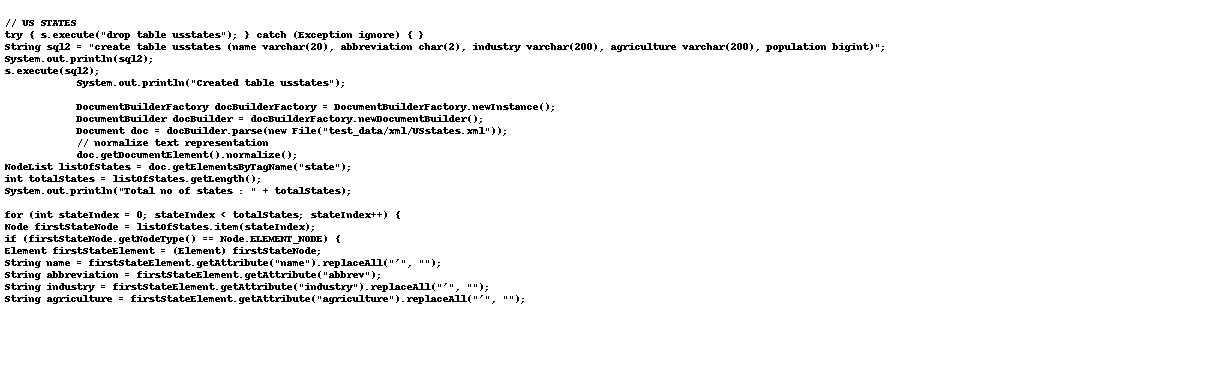 // US STATES
try { s.execute("drop table usstates"); } catch (Exception ignore) { }
String sql2 = "create table usstates (name varchar(20), abbreviation char(2), industry varchar(200), agriculture varchar(200), population bigint)";
System.out.println(sql2);
s.execute(sql2);
System.out.println("Created table usstates");
DocumentBuilderFactory docBuilderFactory = DocumentBuilderFactory.newInstance();
DocumentBuilder docBuilder = docBuilderFactory.newDocumentBuilder();
Document doc = docBuilder.parse(new File("test_data/xml/USstates.xml"));
// normalize text representation
doc.getDocumentElement().normalize();
NodeList listOfStates = doc.getElementsByTagName("state");
int totalStates = listOfStates.getLength();
System.out.println("Total no of states : " + totalStates);
for (int stateIndex = 0; stateIndex < totalStates; stateIndex++) {
Node firstStateNode = listOfStates.item(stateIndex);
if (firstStateNode.getNodeType() == Node.ELEMENT_NODE) {
Element firstStateElement = (Element) firstStateNode;
String name = firstStateElement.getAttribute("name").replaceAll("'", "");
String abbreviation = firstStateElement.getAttribute("abbrev");
String industry = firstStateElement.getAttribute("industry").replaceAll("'", "");
String agriculture = firstStateElement.getAttribute("agriculture").replaceAll("'", "");